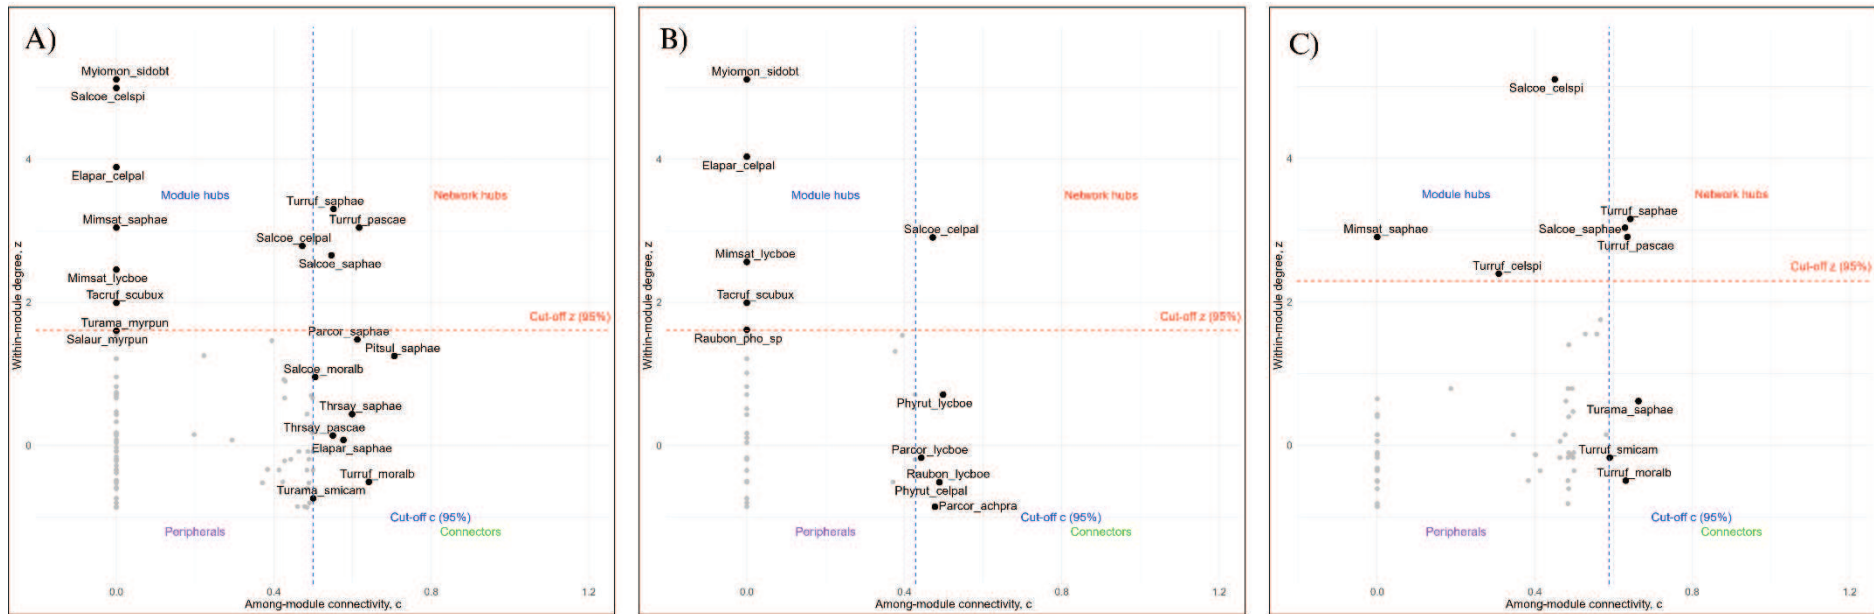 A)
Myiomon_sidobt
Salcoe_celspi
4
Elapar_celpal
Module hubs
Network hubs
Turruf_saphae
Mimsat_saphae
Turruf_pascae
Salcoe_celpal
Salcoe_saphae
Mimsat_lycboe
Tacruf_scubux
2
Cut-off z (95%)
Turama_myrpun
Salaur_myrpun
Parcor_saphae
Pitsul_saphae
Salcoe_moralb
Thrsay_saphae
Thrsay_pascae
Elapar_saphae
0
Turruf_moralb
Turama_smicam
Cut-off c (95%)
Peripherals
Connectors
Within-module degree, z
0.0 0.4 0.8 1.2
Among-module connectivity, c
B)
Myiomon_sidobt
4
Elapar_celpal
Module hubs
Network hubs
Salcoe_celpal
Mimsat_lycboe
Tacruf_scubux
2
Cut-off z (95%)
Raubon_pho_sp
Phyrut_lycboe
0
Parcor_lycboe
Raubon_lycboe
Phyrut_celpal
Parcor_achpra
Cut-off c (95%)
Peripherals
Connectors
Within-module degree, z
0.0 0.4 0.8 1.2
Among-module connectivity, c
C)
Salcoe_celspi
4
Module hubs
Network hubs
Turruf_saphae
Mimsat_saphae
Salcoe_saphae
Turruf_pascae
Turruf_celspi
Cut-off z (95%)
2
Turama_saphae
0
Turruf_smicam
Turruf_moralb
Cut-off c (95%)
Peripherals
Connectors
Within-module degree, z
0.0 0.4 0.8 1.2
Among-module connectivity, c